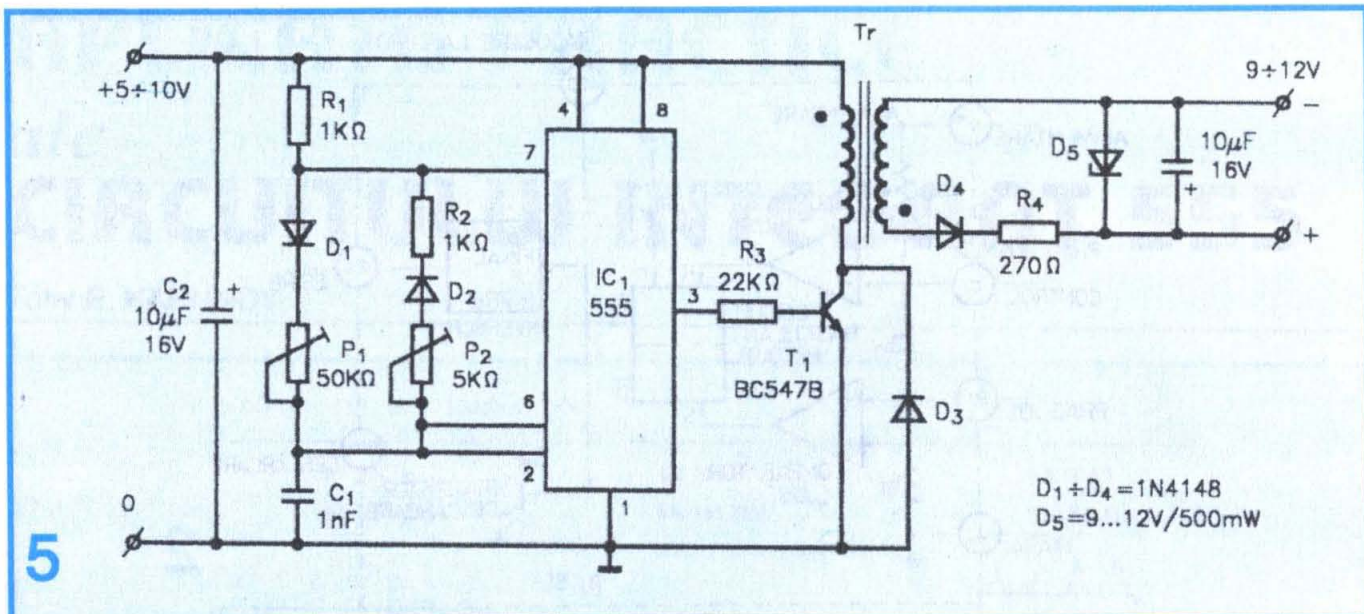 Tr
+5÷10V
9÷12V
-
R1
1KΩ
4
8
7
D1
R2
1KΩ
D2
C2
10μF
16V
+
P1
50KΩ
P2
5KΩ
6
2
C1
1nF
IC1
555
3
1
R3
22KΩ
T1
BC547B
D3
D4
R4
270Ω
D5
10μF
16V
+
+
0
D1÷D4=1N4148
D5=9...12V/500mW
5